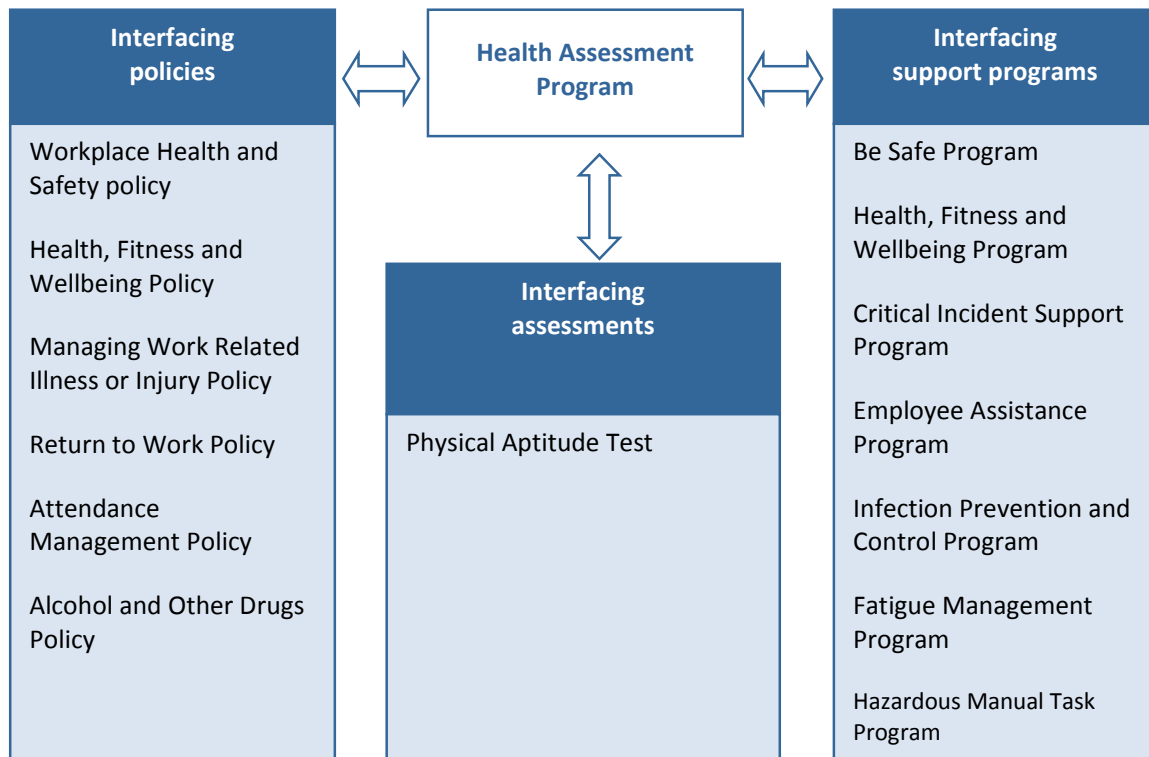 Interfacing
policies
Workplace Health and
Safety policy
Health, Fitness and
Wellbeing Policy
Managing Work Related
Illness or Injury Policy
Return to Work Policy
Attendance
Management Policy
Alcohol and Other Drugs
Policy
Health Assessment
Program
Interfacing
assessments
Physical Aptitude Test
Interfacing
support programs
Be Safe Program
Health, Fitness and
Wellbeing Program
Critical Incident Support
Program
Employee Assistance
Program
Infection Prevention and
Control Program
Fatigue Management
Program
Hazardous Manual Task
Program